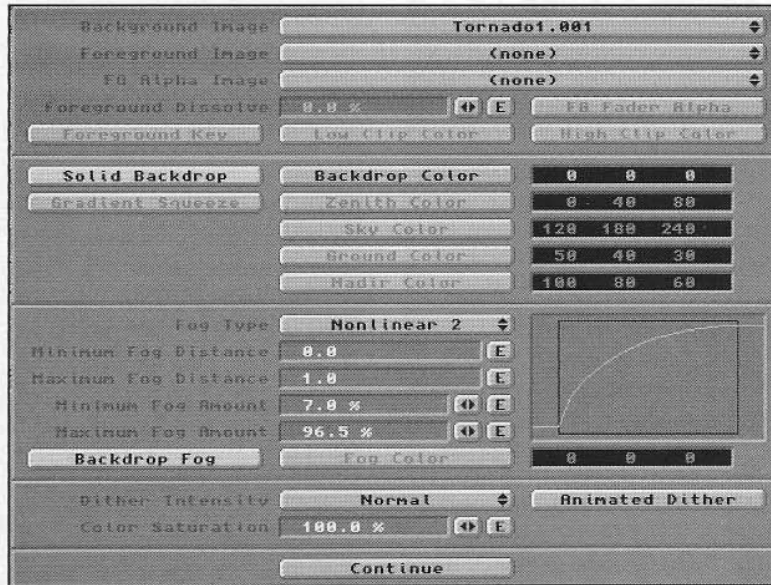 Background Image Tornado1.001
Foreground Image (none)
FG Alpha Image (none)
Foreground Dissolve 0.0 % E FG Fader Alpha
Foreground Key Low Clip Color High Clip Color
Solid Backdrop Backdrop Color 0 0 0
Gradient Squeeze Zenith Color 0 40 80
Sky Color 120 180 240
Ground Color 50 40 30
Nadir Color 100 80 60
Fog Type Nonlinear 2
Minimum Fog Distance 0.0 E
Maximum Fog Distance 1.0 E
Minimum Fog Amount 7.0 % E
Maximum Fog Amount 96.5 % E
Backdrop Fog Fog Color 0 0 0
Dither Intensity Normal Animated Dither
Color Saturation 100.0 % E
Continue